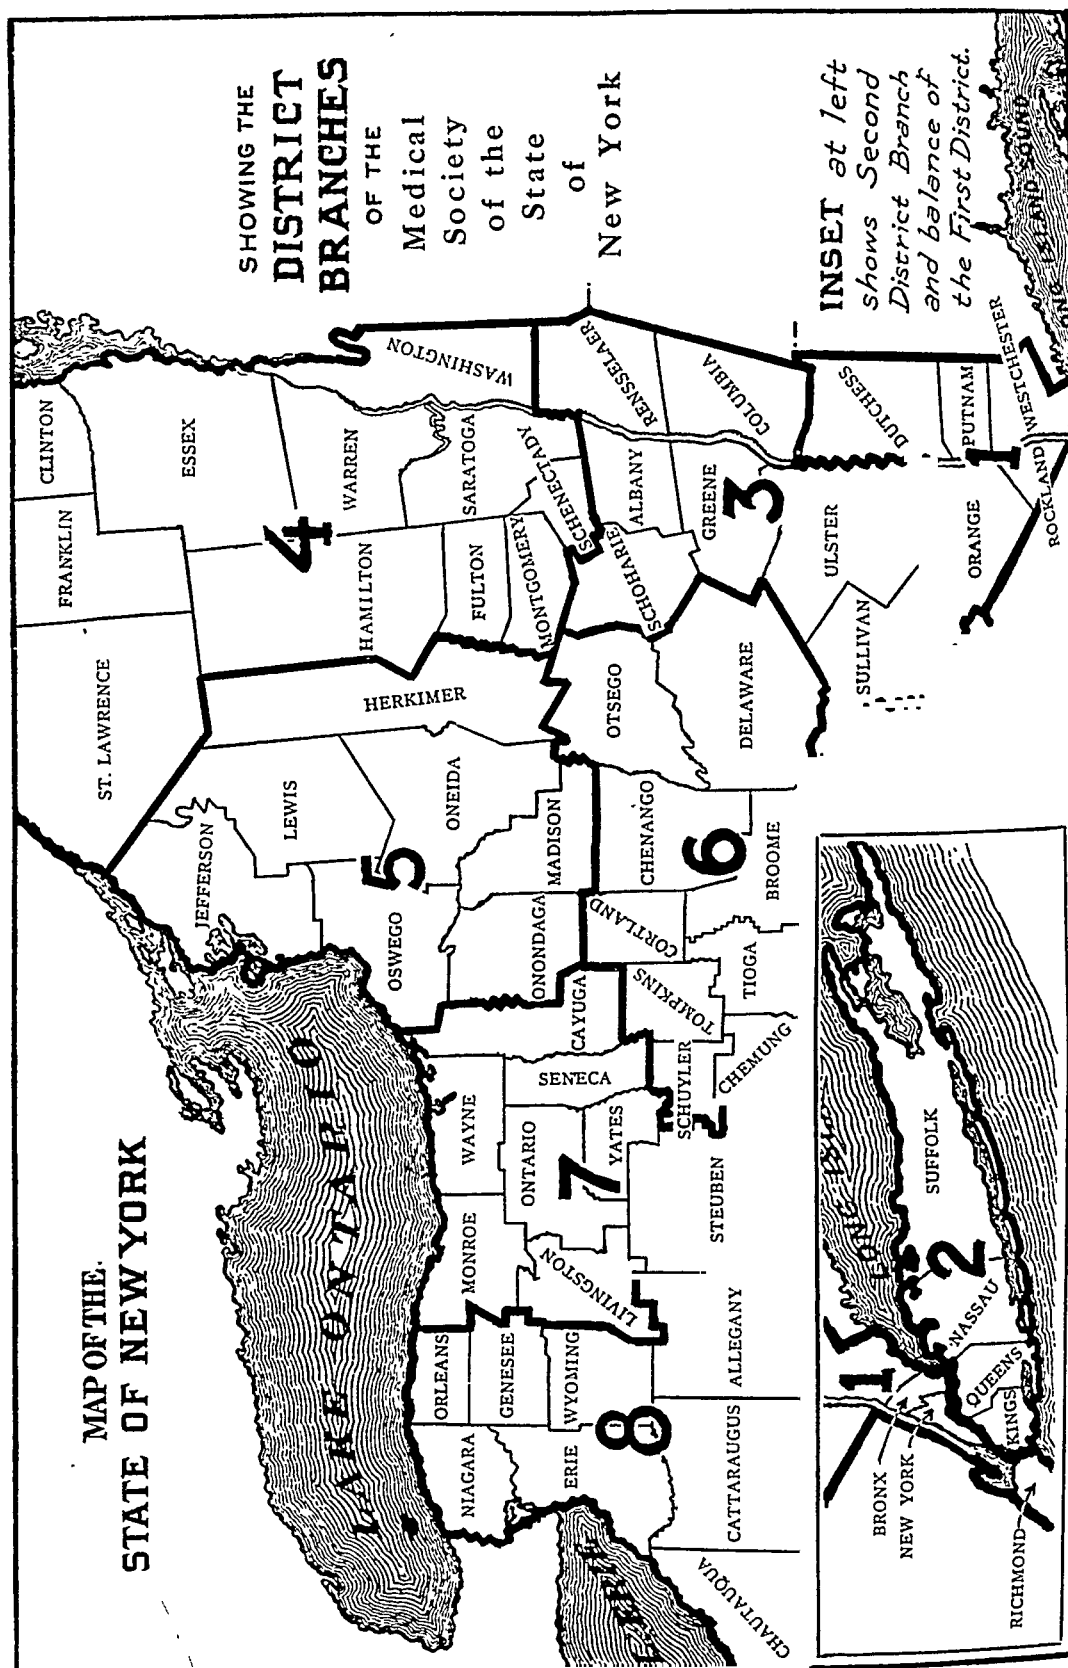 MAP OF THE
STATE OF NEW YORK
SHOWING THE
DISTRICT
BRANCHES
OF THE
Medical
Society
of the
State
of
New York
INSET at left
shows Second
District Branch
and balance of
the First District.
LAKE ONTARIO
ERIE
CLINTON
FRANKLIN
ST. LAWRENCE
ESSEX
4
WARREN
HAMILTON
WASHINGTON
SARATOGA
FULTON
MONTGOMERY
SCHENECTADY
JEFFERSON
LEWIS
HERKIMER
5
OSWEGO
ONEIDA
ONONDAGA
MADISON
RENSSELAER
ALBANY
SCHOHARIE
COLUMBIA
GREENE
3
OTSEGO
DELAWARE
CHENANGO
6
CORTLAND
BROOME
TOMPKINS
TIOGA
SCHUYLER
CHEMUNG
CAYUGA
SENECA
WAYNE
ONTARIO
YATES
7
MONROE
LIVINGSTON
STEUBEN
ORLEANS
GENESEE
WYOMING
NIAGARA
ERIE
8
ALLEGANY
CATTARAUGUS
CHAUTAUQUA
DUTCHESS
ULSTER
SULLIVAN
PUTNAM
ORANGE
1
WESTCHESTER
ROCKLAND
LONG ISLAND SOUND
1
BRONX
NEW YORK
RICHMOND
KINGS
QUEENS
NASSAU
2
SUFFOLK